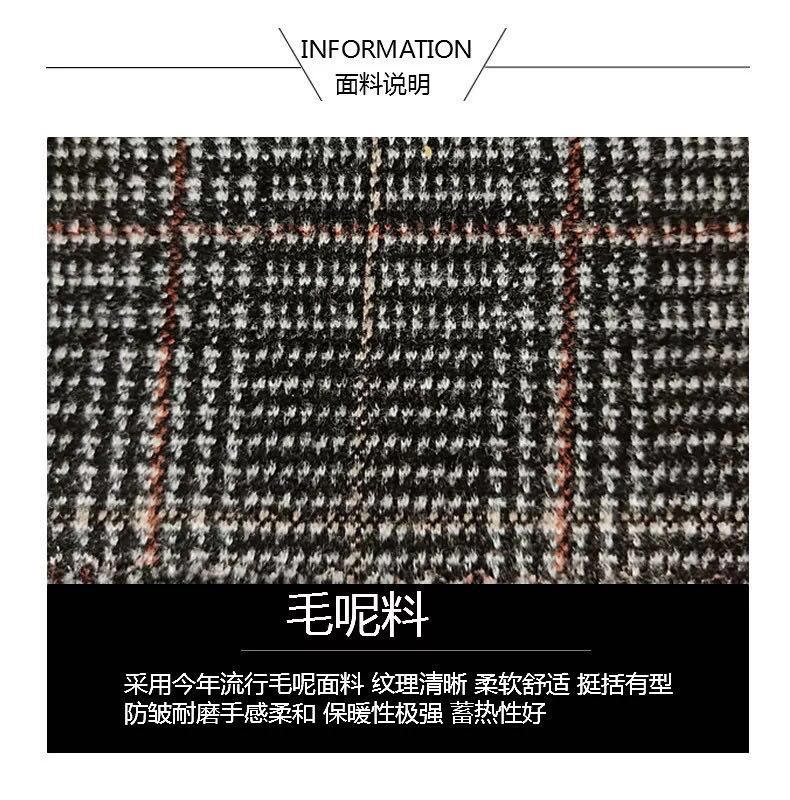 INFORMATION
面料说明
毛呢料
采用今年流行毛呢面料 纹理清晰 柔软舒适 挺括有型
防皱耐磨手感柔和 保暖性极强 蓄热性好